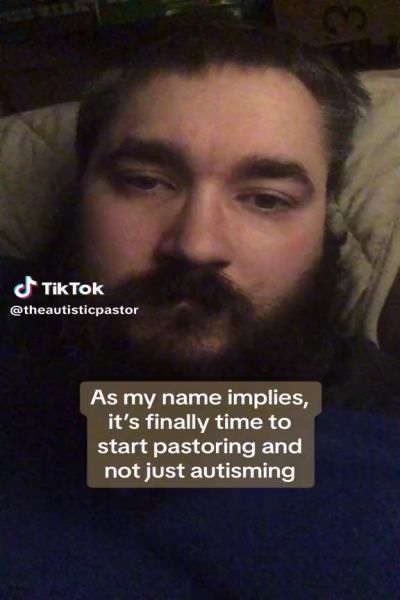 TikTok
@theautisticpastor
As my name implies,
it's finally time to
start pastoring and
not just autisming